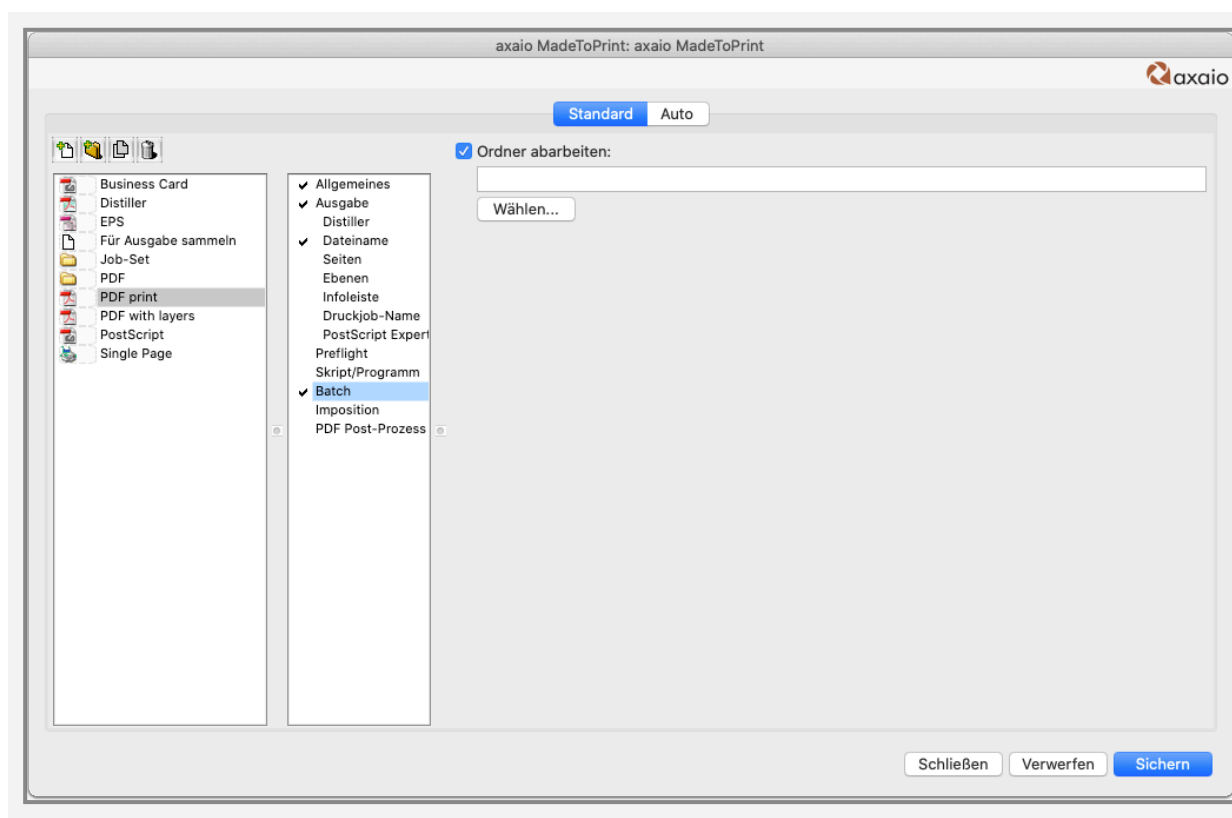 axaio MadeToPrint: axaio MadeToPrint
axaio
Standard Auto
Business Card
Distiller
EPS
Für Ausgabe sammeln
Job-Set
PDF
PDF print
PDF with layers
PostScript
Single Page
Allgemeines
Ausgabe
Distiller
Dateiname
Seiten
Ebenen
Infoleiste
Druckjob-Name
PostScript Expert
Preflight
Skript/Programm
Batch
Imposition
PDF Post-Prozess
Ordner abarbeiten:
Wählen...
Schließen Verwerfen Sichern